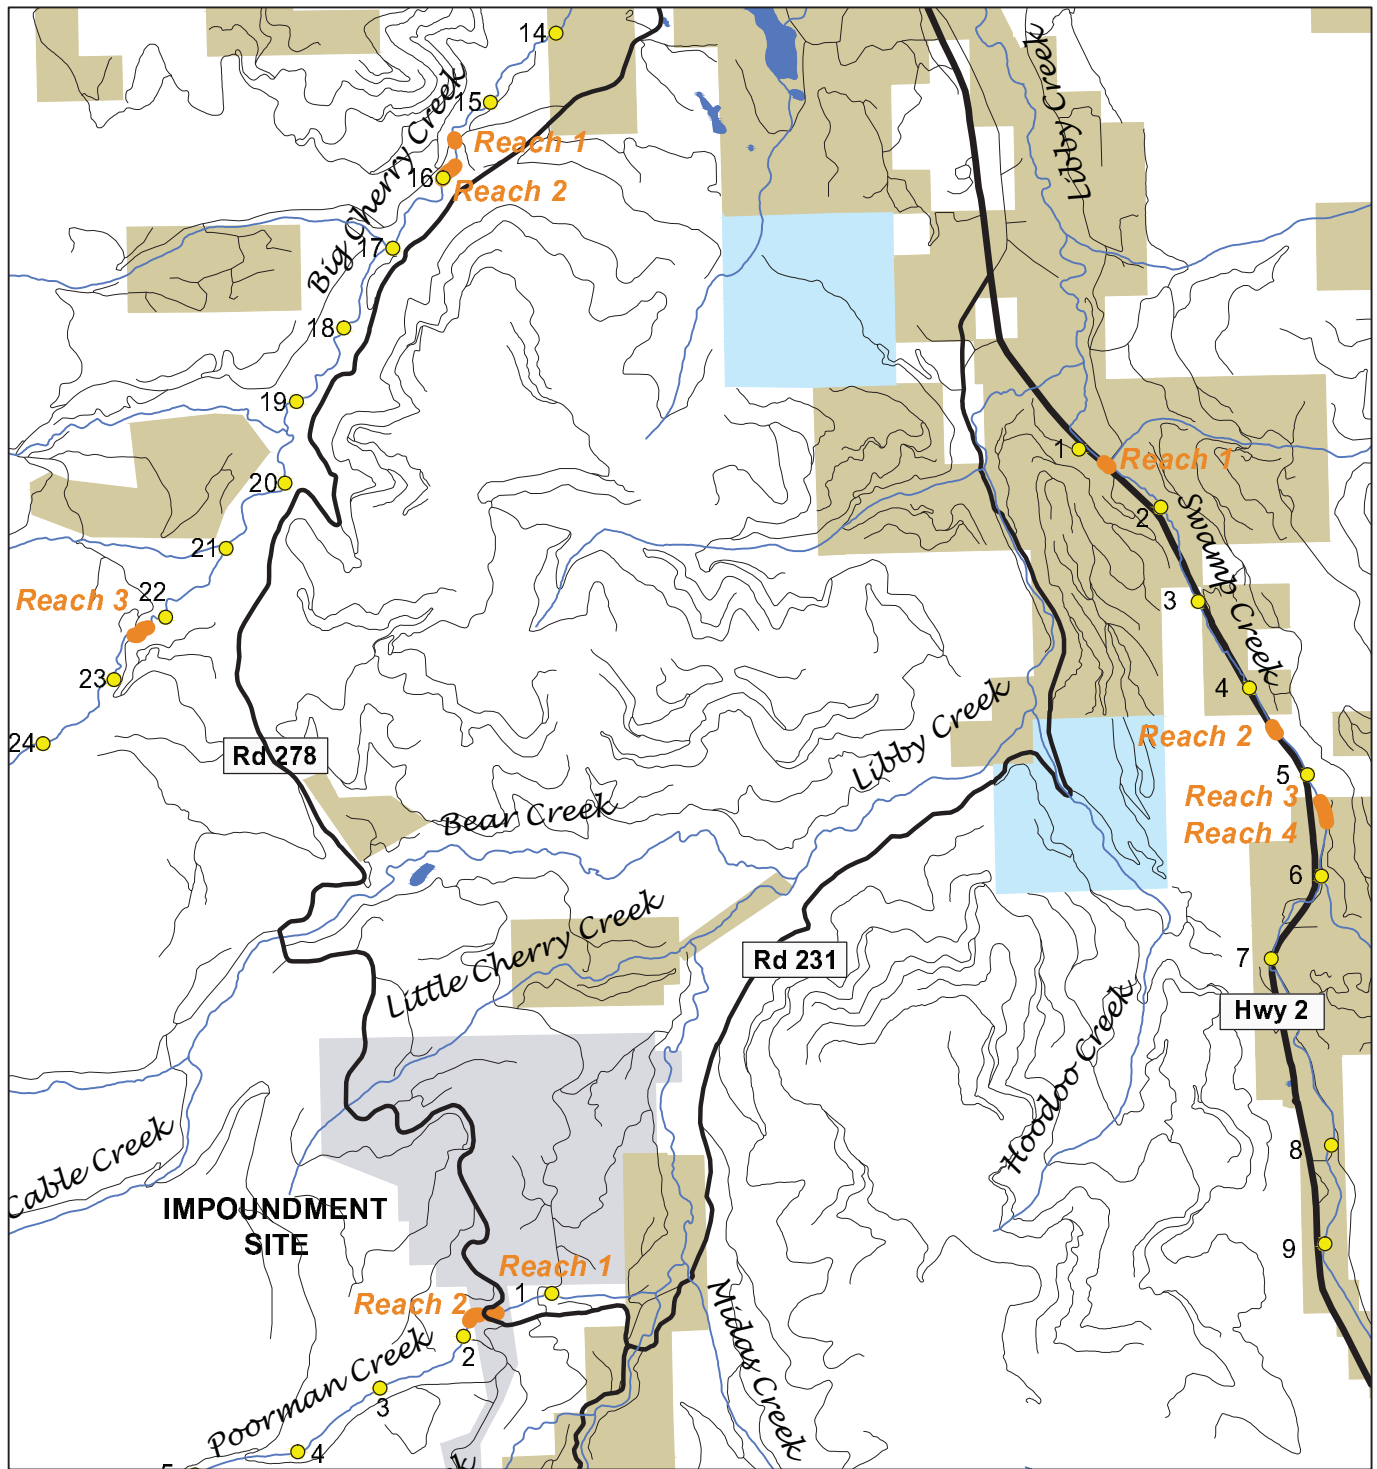 14
Libby Creek
15
Big Cherry Creek
Reach 1
16
Reach 2
17
18
19
1
Reach 1
20
2
Swamp Creek
21
22
Reach 3
3
23
4
Libby Creek
24
Rd 278
Reach 2
5
Reach 3
Bear Creek
Reach 4
6
Little Cherry Creek
Rd 231
7
Hwy 2
Hoodoo Creek
Cable Creek
8
IMPOUNDMENT
SITE
9
Reach 1
1
Reach 2
Midas Creek
2
Poorman Creek
3
4